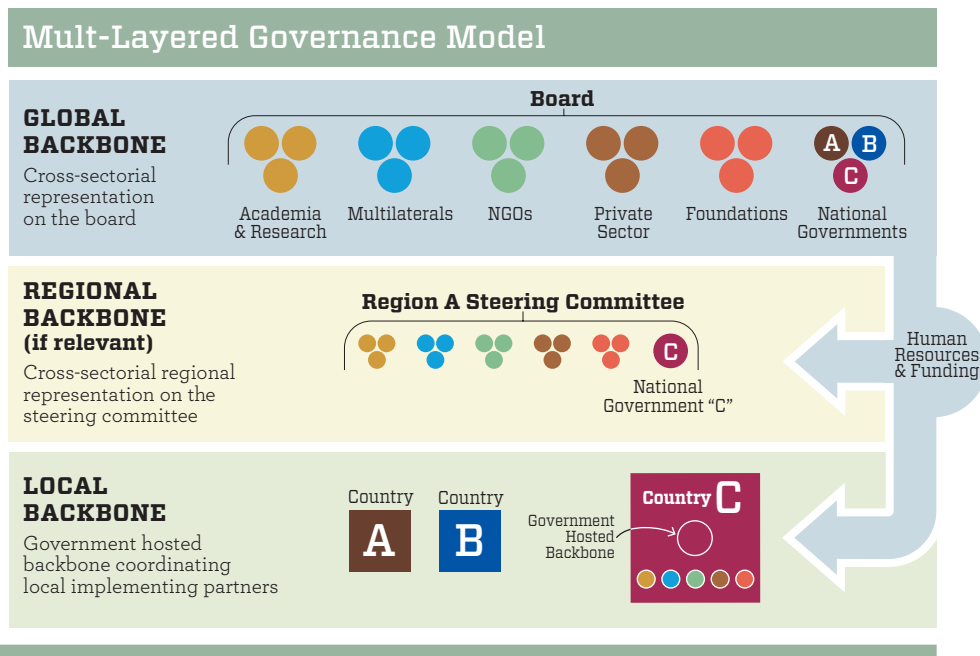 Mult-Layered Governance Model
GLOBAL
BACKBONE
Cross-sectorial
representation
on the board
Board
A
B
C
Academia
& Research
Multilaterals
NGOs
Private
Sector
Foundations
National
Governments
REGIONAL
BACKBONE
(if relevant)
Cross-sectorial regional
representation on the
steering committee
Region A Steering Committee
C
National
Government “C”
Human
Resources
& Funding
LOCAL
BACKBONE
Government hosted
backbone coordinating
local implementing partners
Country
A
Country
B
Government
Hosted
Backbone
Country C